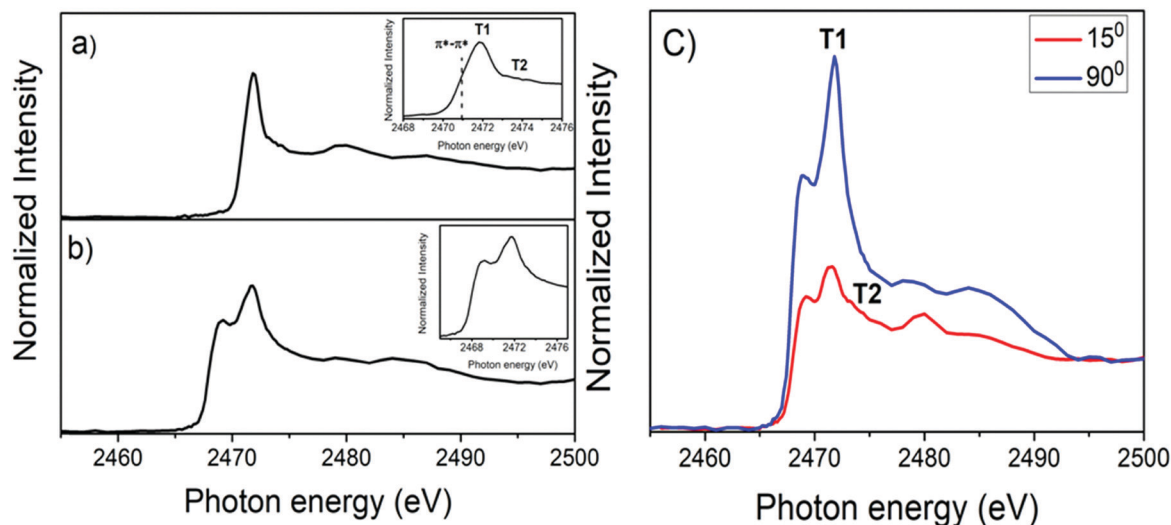 a)
Normalized Intensity
π*-π*
T1
T2
2468 2470 2472 2474 2476
Photon energy (eV)
b)
Normalized Intensity
2468 2472 2476
Photon energy (eV)
Normalized Intensity
2460 2470 2480 2490 2500
Photon energy (eV)
C)
T1
T2
15⁰
90⁰
Normalized Intensity
2460 2470 2480 2490 2500
Photon energy (eV)